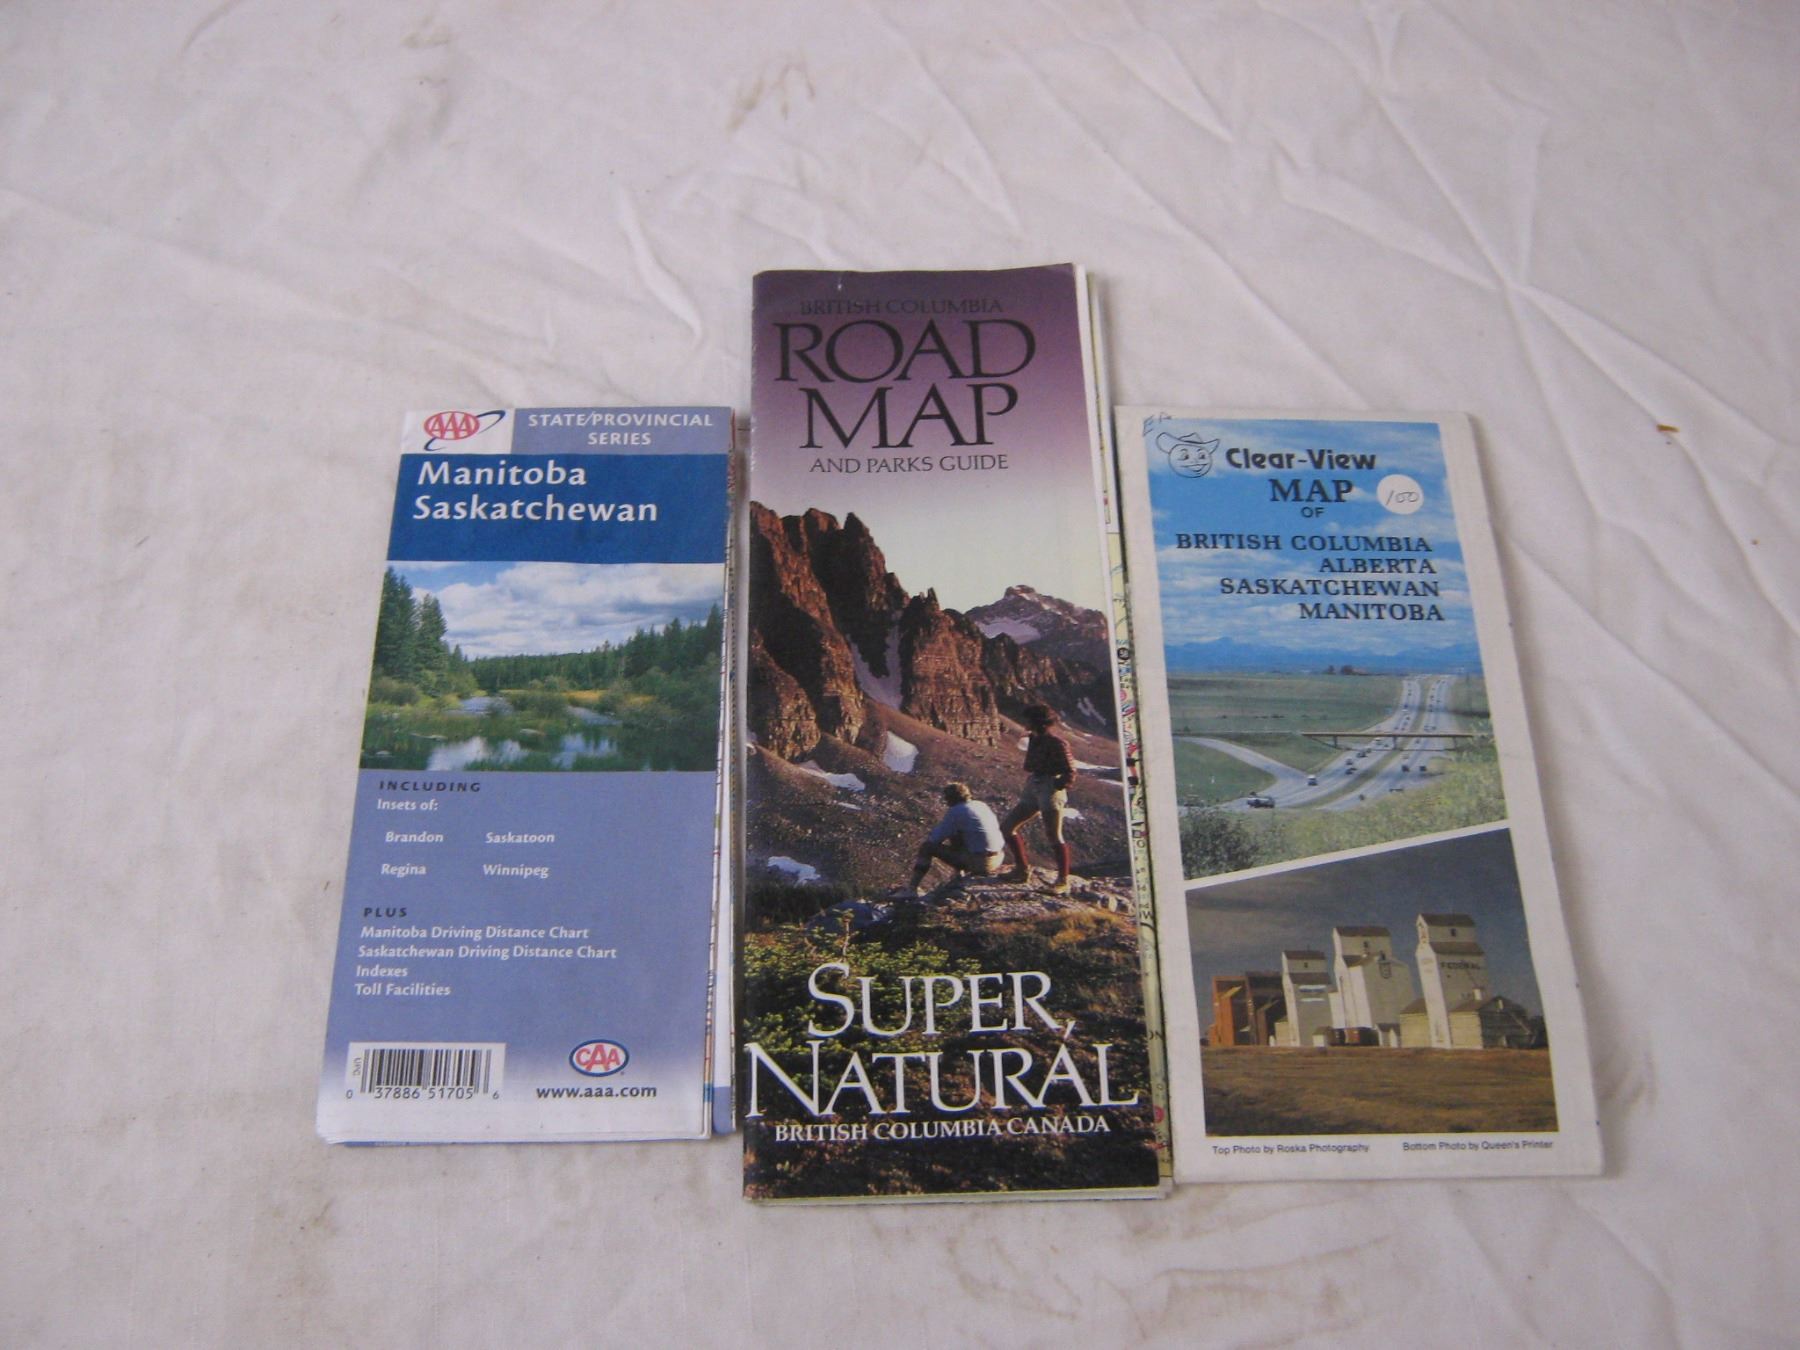 AAA
STATE/PROVINCIAL
SERIES
Manitoba
Saskatchewan
INCLUDING
Insets of:
Brandon Saskatoon
Regina Winnipeg
PLUS
Manitoba Driving Distance Chart
Saskatchewan Driving Distance Chart
Indexes
Toll Facilities
UPC
0 37886 51705 6
CAA
www.aaa.com
BRITISH COLUMBIA
ROAD
MAP
AND PARKS GUIDE
SUPER,
NATURAL
BRITISH COLUMBIA CANADA
Clear-View
MAP
OF
100
BRITISH COLUMBIA
ALBERTA
SASKATCHEWAN
MANITOBA
FEDERAL
Top Photo by Roska Photography Bottom Photo by Queen's Printer